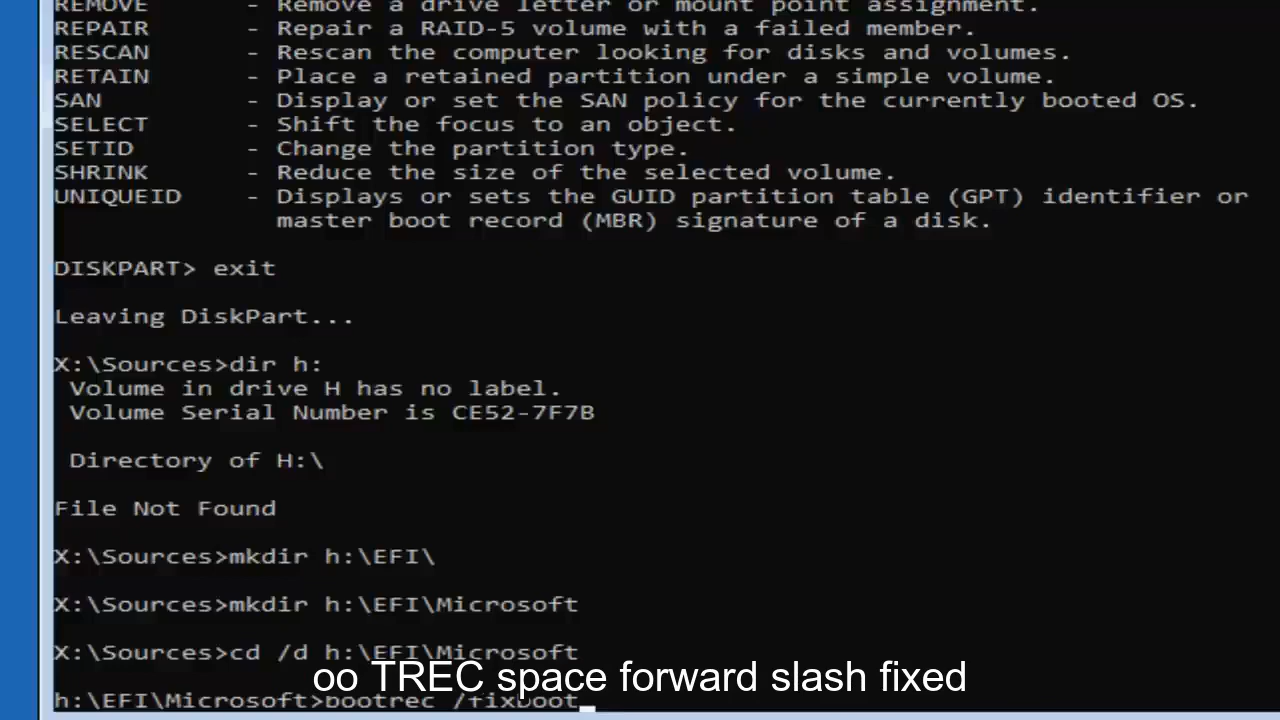 REMOVE - Remove a drive letter or mount point assignment.
REPAIR - Repair a RAID-5 volume with a failed member.
RESCAN - Rescan the computer looking for disks and volumes.
RETAIN - Place a retained partition under a simple volume.
SAN - Display or set the SAN policy for the currently booted OS.
SELECT - Shift the focus to an object.
SETID - Change the partition type.
SHRINK - Reduce the size of the selected volume.
UNIQUEID - Displays or sets the GUID partition table (GPT) identifier or
master boot record (MBR) signature of a disk.
DISKPART> exit
Leaving DiskPart...
X:\Sources>dir h:
Volume in drive H has no label.
Volume Serial Number is CE52-7F7B
Directory of H:\
File Not Found
X:\Sources>mkdir h:\EFI\
X:\Sources>mkdir h:\EFI\Microsoft
X:\Sources>cd /d h:\EFI\Microsoft
oo TREC space forward slash fixed
h:\EFI\Microsoft>bootrec /fixboot